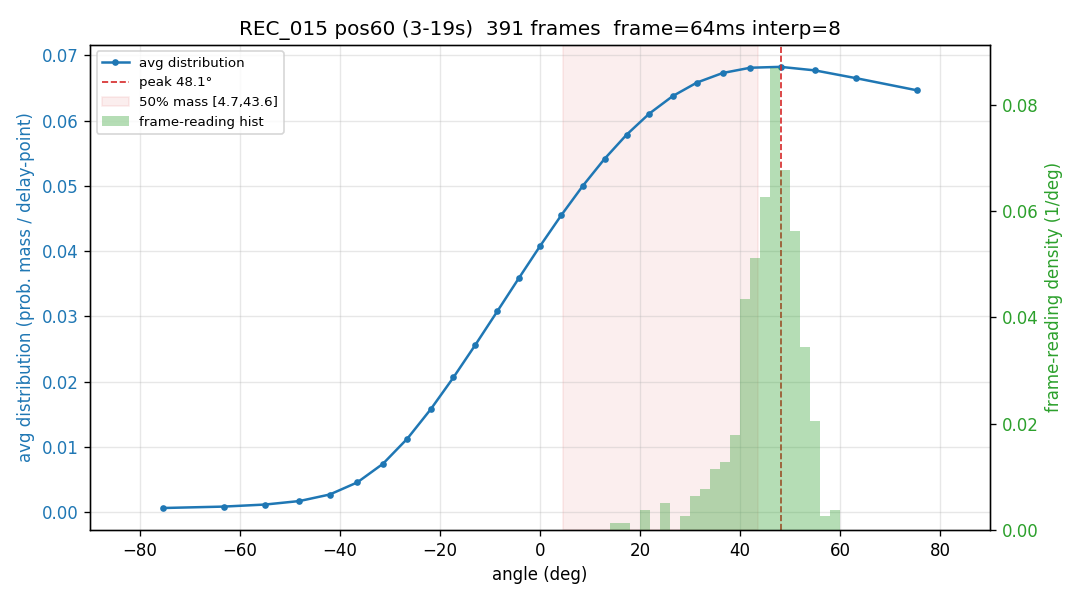 REC_015 pos60 (3-19s)  391 frames  frame=64ms interp=8
avg distribution
peak 48.1°
50% mass [4.7,43.6]
frame-reading hist
avg distribution (prob. mass / delay-point)
0.07
0.06
0.05
0.04
0.03
0.02
0.01
0.00
0.08
0.06
0.04
0.02
0.00
frame-reading density (1/deg)
−80
−60
−40
−20
0
20
40
60
80
angle (deg)